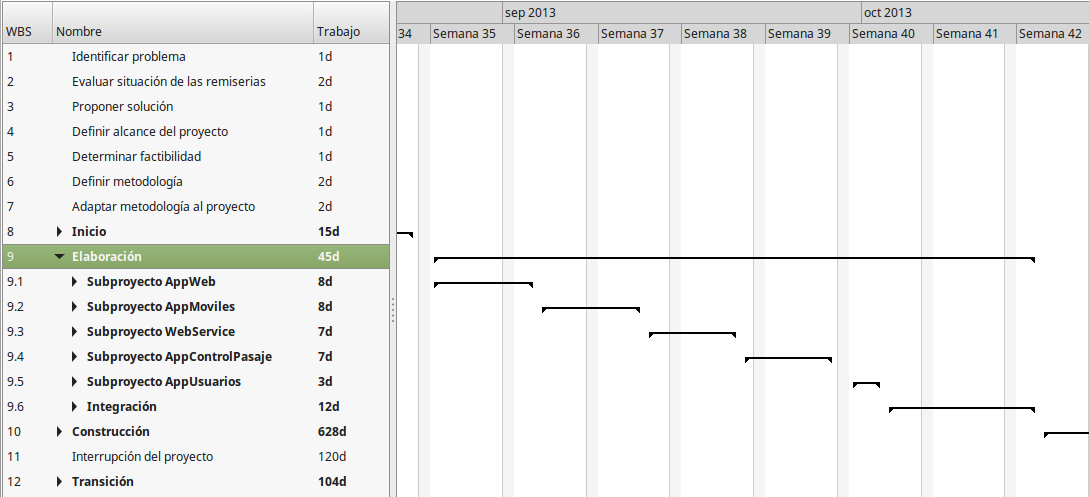 sep 2013 oct 2013
WBS Nombre Trabajo 34 Semana 35 Semana 36 Semana 37 Semana 38 Semana 39 Semana 40 Semana 41 Semana 42
1 Identificar problema 1d
2 Evaluar situación de las remiserias 2d
3 Proponer solución 1d
4 Definir alcance del proyecto 1d
5 Determinar factibilidad 1d
6 Definir metodología 2d
7 Adaptar metodología al proyecto 2d
8 Inicio 15d
9 Elaboración 45d
9.1 Subproyecto AppWeb 8d
9.2 Subproyecto AppMoviles 8d
9.3 Subproyecto WebService 7d
9.4 Subproyecto AppControlPasaje 7d
9.5 Subproyecto AppUsuarios 3d
9.6 Integración 12d
10 Construcción 628d
11 Interrupción del proyecto 120d
12 Transición 104d